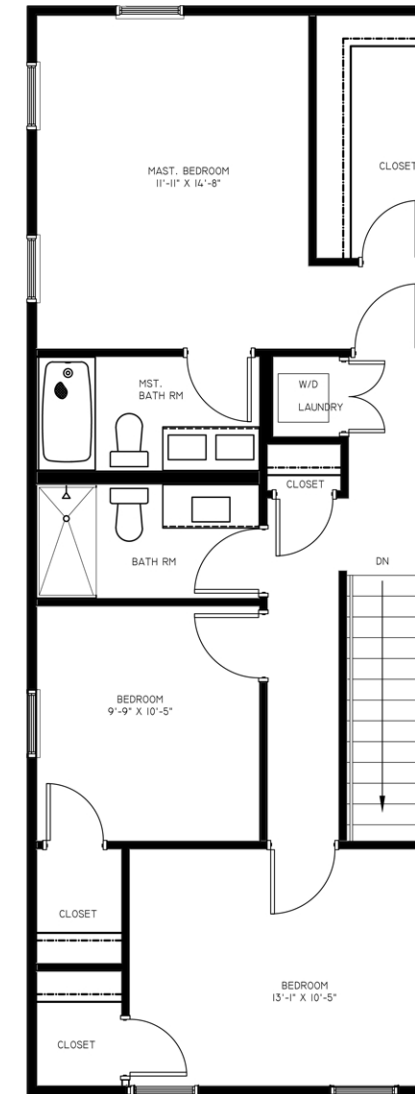 MAST. BEDROOM
11'-11" X 14'-8"
CLOSET
MST.
BATH RM
W/D
LAUNDRY
CLOSET
BATH RM
DN
BEDROOM
9'-9" X 10'-5"
CLOSET
BEDROOM
13'-1" X 10'-5"
CLOSET